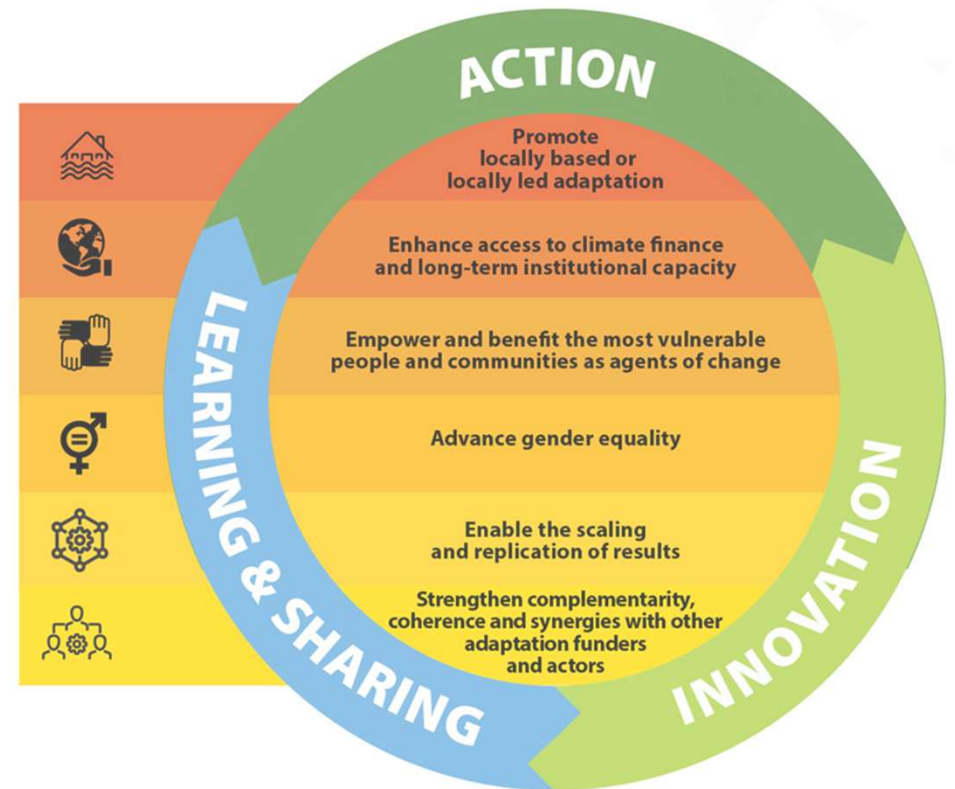 ACTION
Promote
locally based or
locally led adaptation
Enhance access to climate finance
and long-term institutional capacity
Empower and benefit the most vulnerable
people and communities as agents of change
Advance gender equality
Enable the scaling
and replication of results
Strengthen complementarity,
coherence and synergies with other
adaptation funders
and actors
LEARNING & SHARING
INNOVATION